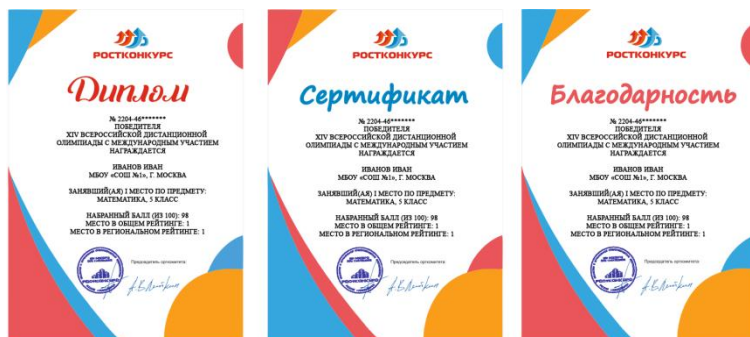 РОСТКОНКУРС
Диплом
№ 2204-46*******
ПОБЕДИТЕЛЯ
XIV ВСЕРОССИЙСКОЙ ДИСТАНЦИОННОЙ
ОЛИМПИАДЫ С МЕЖДУНАРОДНЫМ УЧАСТИЕМ
НАГРАЖДАЕТСЯ
ИВАНОВ ИВАН
МБОУ «СОШ №1», Г. МОСКВА
ЗАНЯВШИЙ(АЯ) I МЕСТО ПО ПРЕДМЕТУ:
МАТЕМАТИКА, 5 КЛАСС
НАБРАННЫЙ БАЛЛ (ИЗ 100): 98
МЕСТО В ОБЩЕМ РЕЙТИНГЕ: 1
МЕСТО В РЕГИОНАЛЬНОМ РЕЙТИНГЕ: 1
Председатель оргкомитета:
РОСТКОНКУРС
РОСТКОНКУРС
Сертификат
№ 2204-46*******
ПОБЕДИТЕЛЯ
XIV ВСЕРОССИЙСКОЙ ДИСТАНЦИОННОЙ
ОЛИМПИАДЫ С МЕЖДУНАРОДНЫМ УЧАСТИЕМ
НАГРАЖДАЕТСЯ
ИВАНОВ ИВАН
МБОУ «СОШ №1», Г. МОСКВА
ЗАНЯВШИЙ(АЯ) I МЕСТО ПО ПРЕДМЕТУ:
МАТЕМАТИКА, 5 КЛАСС
НАБРАННЫЙ БАЛЛ (ИЗ 100): 98
МЕСТО В ОБЩЕМ РЕЙТИНГЕ: 1
МЕСТО В РЕГИОНАЛЬНОМ РЕЙТИНГЕ: 1
Председатель оргкомитета:
РОСТКОНКУРС
РОСТКОНКУРС
Благодарность
№ 2204-46*******
ПОБЕДИТЕЛЯ
XIV ВСЕРОССИЙСКОЙ ДИСТАНЦИОННОЙ
ОЛИМПИАДЫ С МЕЖДУНАРОДНЫМ УЧАСТИЕМ
НАГРАЖДАЕТСЯ
ИВАНОВ ИВАН
МБОУ «СОШ №1», Г. МОСКВА
ЗАНЯВШИЙ(АЯ) I МЕСТО ПО ПРЕДМЕТУ:
МАТЕМАТИКА, 5 КЛАСС
НАБРАННЫЙ БАЛЛ (ИЗ 100): 98
МЕСТО В ОБЩЕМ РЕЙТИНГЕ: 1
МЕСТО В РЕГИОНАЛЬНОМ РЕЙТИНГЕ: 1
Председатель оргкомитета:
РОСТКОНКУРС